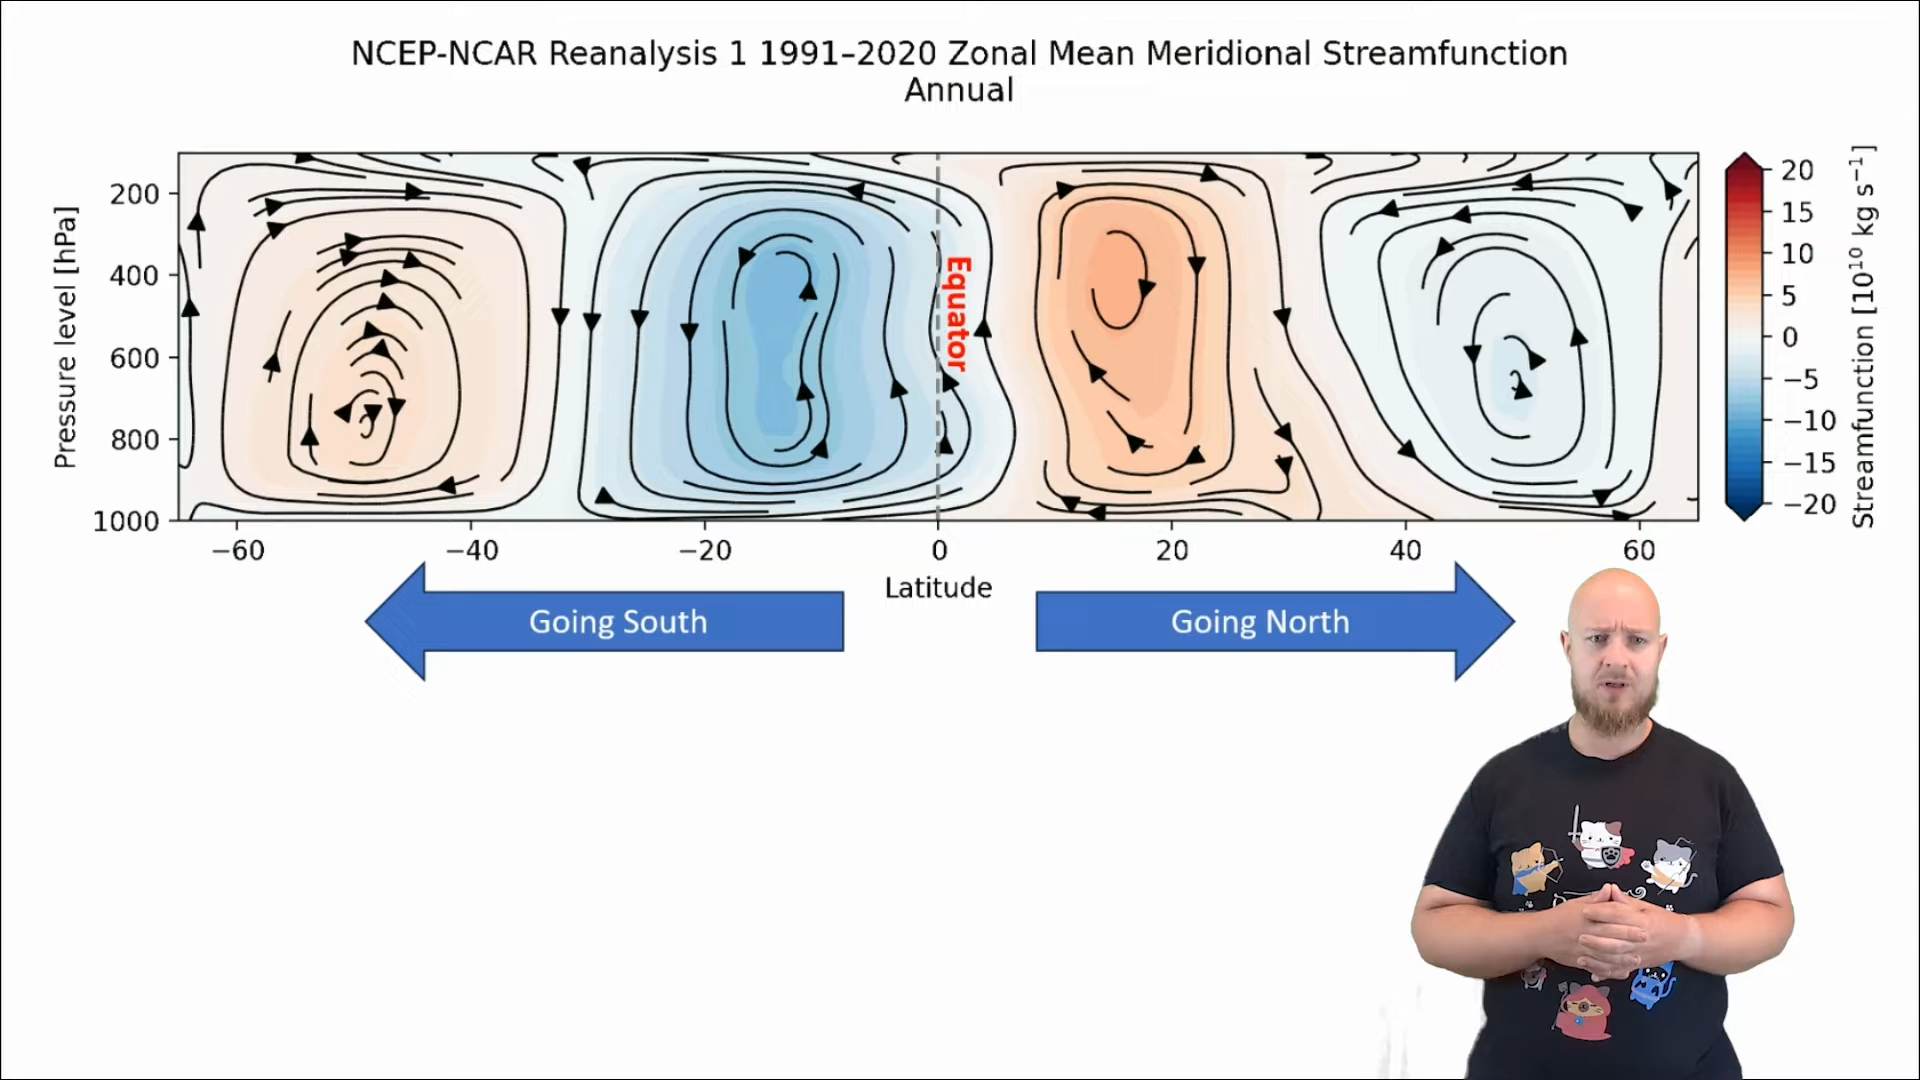 NCEP-NCAR Reanalysis 1 1991–2020 Zonal Mean Meridional Streamfunction
Annual
Pressure level [hPa]
200
400
600
800
1000
Equator
−60
−40
−20
0
20
40
60
Latitude
20
15
10
5
0
−5
−10
−15
−20
Streamfunction [10¹⁰ kg s⁻¹]
Going South
Going North